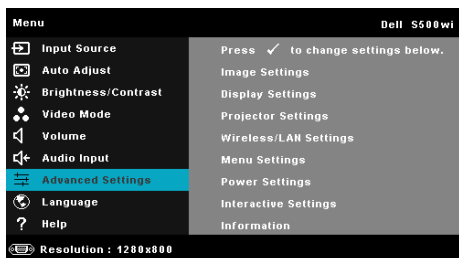 Menu Dell S500wi
Input Source
Auto Adjust
Brightness/Contrast
Video Mode
Volume
Audio Input
Advanced Settings
Language
Help
Press ✓ to change settings below.
Image Settings
Display Settings
Projector Settings
Wireless/LAN Settings
Menu Settings
Power Settings
Interactive Settings
Information
Resolution : 1280x800